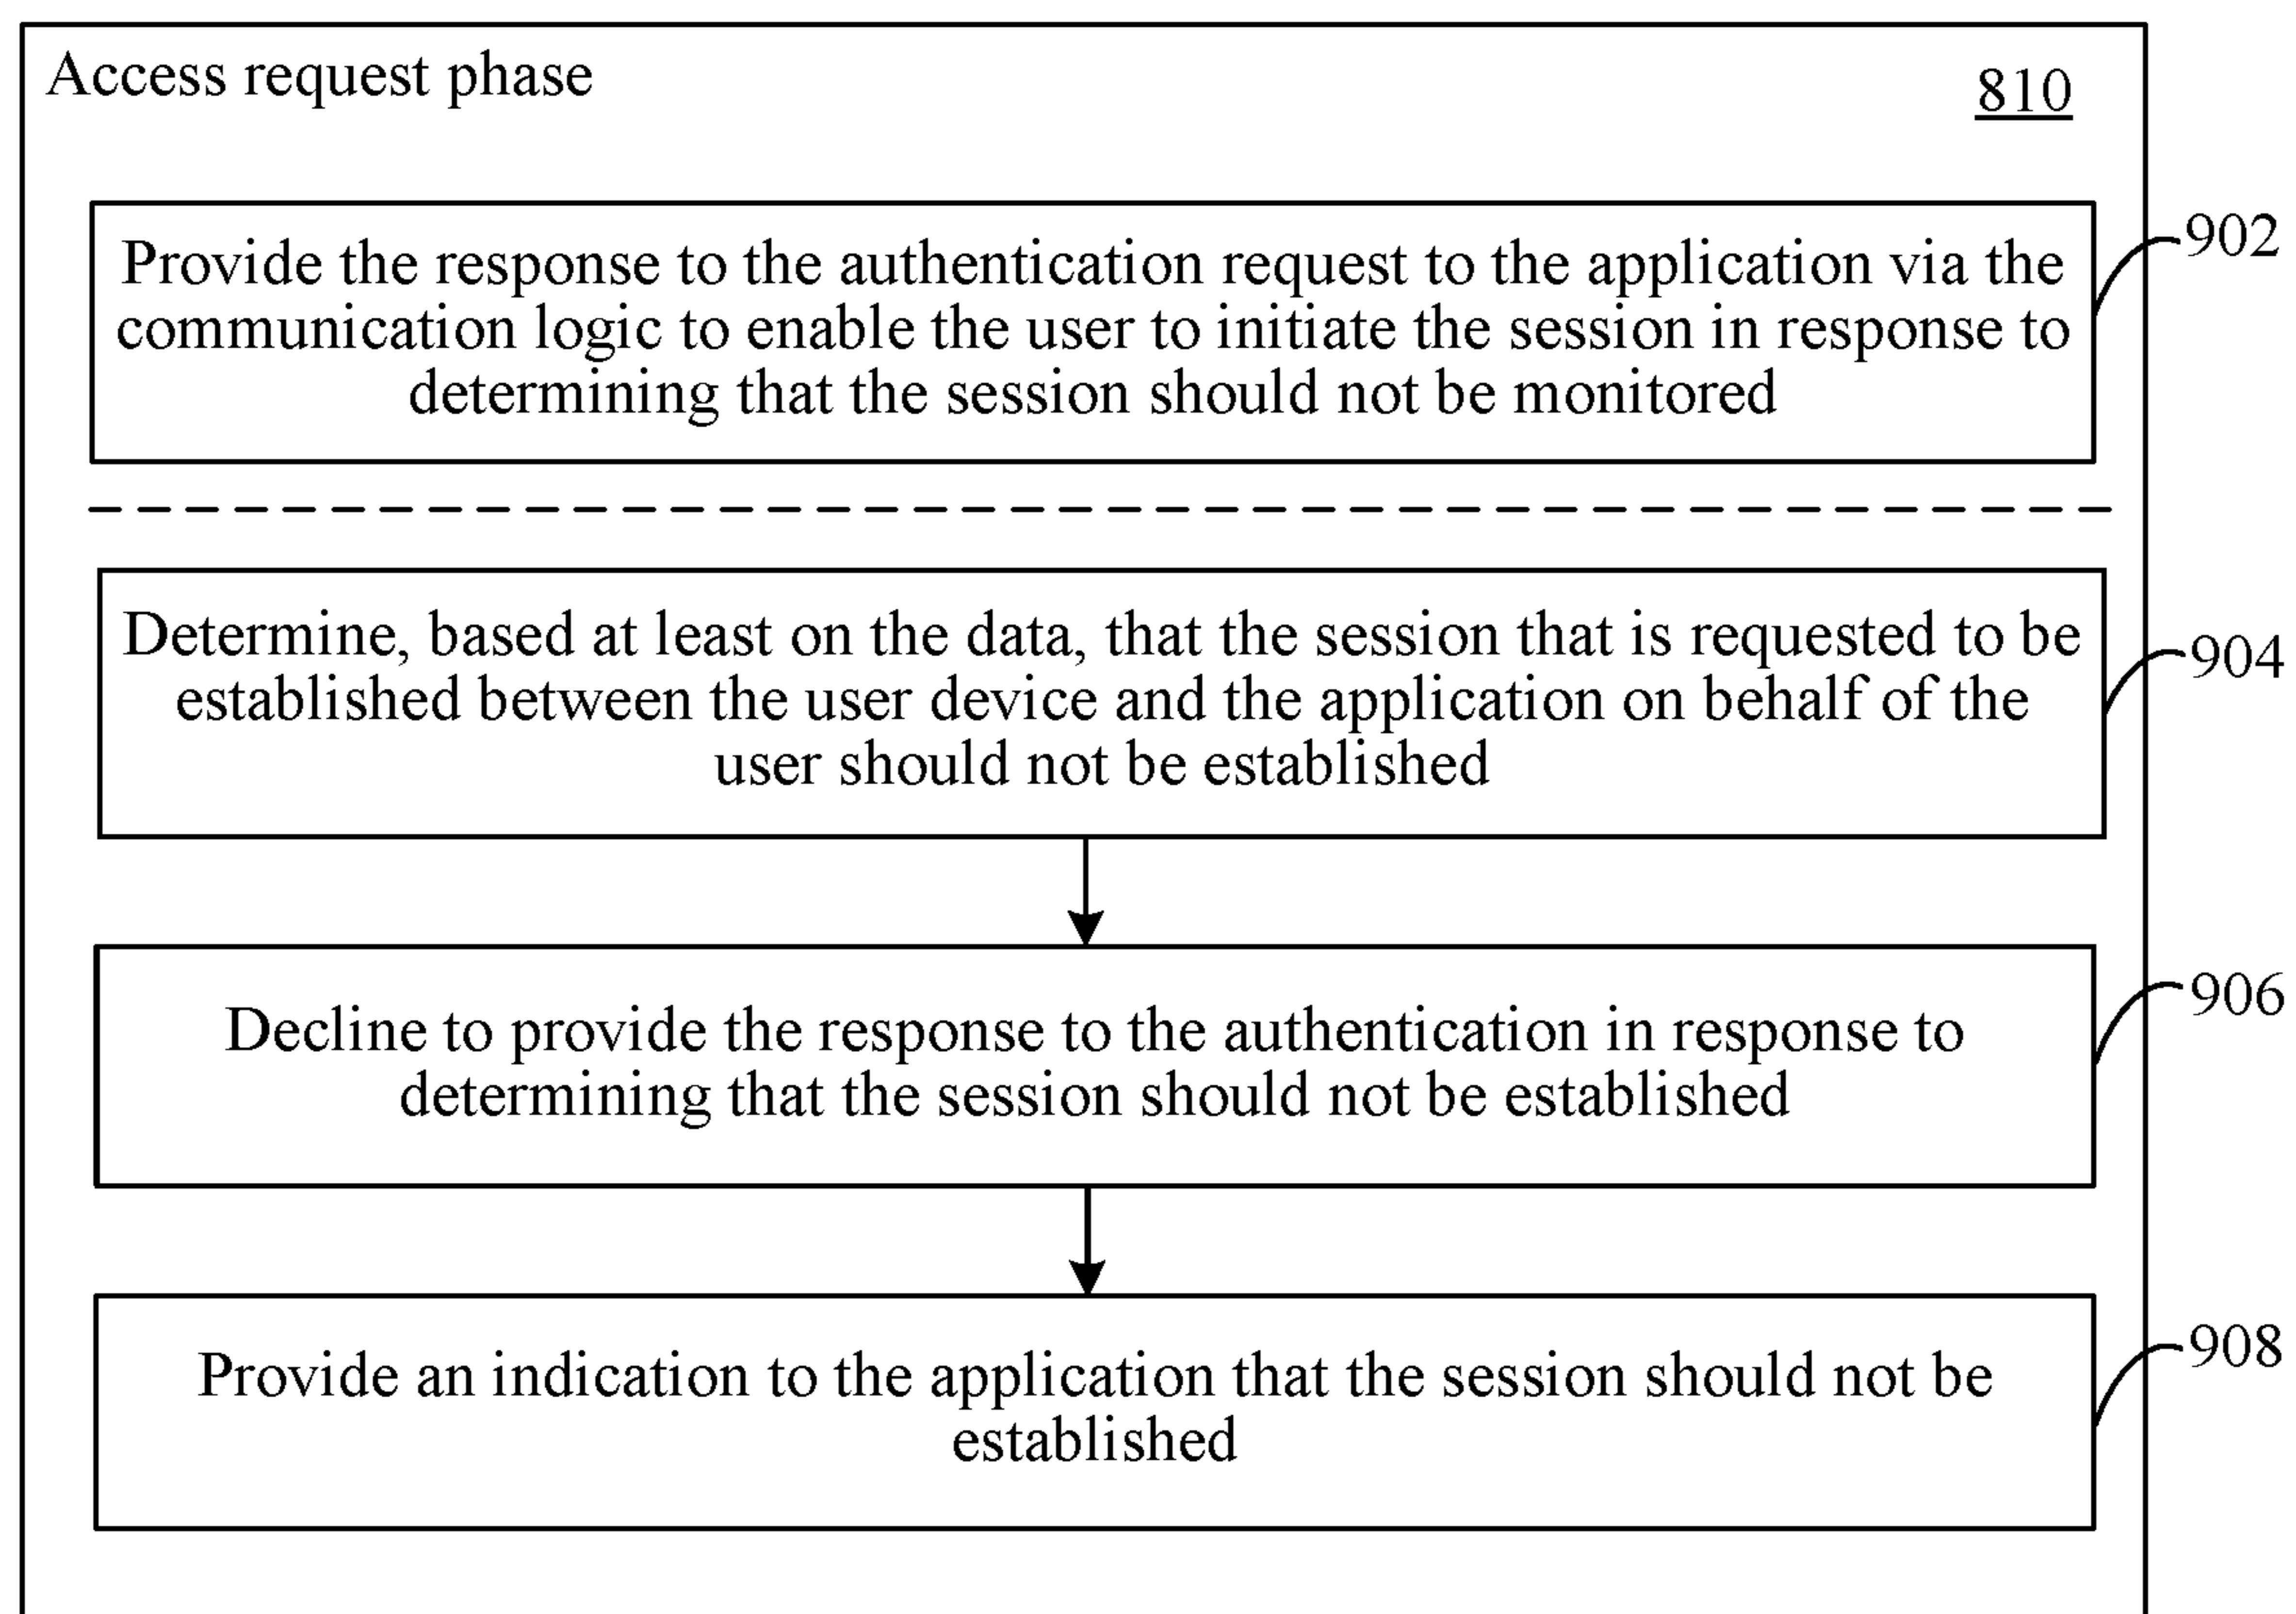 Access request phase
810
Provide the response to the authentication request to the application via the
communication logic to enable the user to initiate the session in response to
determining that the session should not be monitored
902
Determine, based at least on the data, that the session that is requested to be
established between the user device and the application on behalf of the
user should not be established
904
Decline to provide the response to the authentication in response to
determining that the session should not be established
906
Provide an indication to the application that the session should not be
established
908